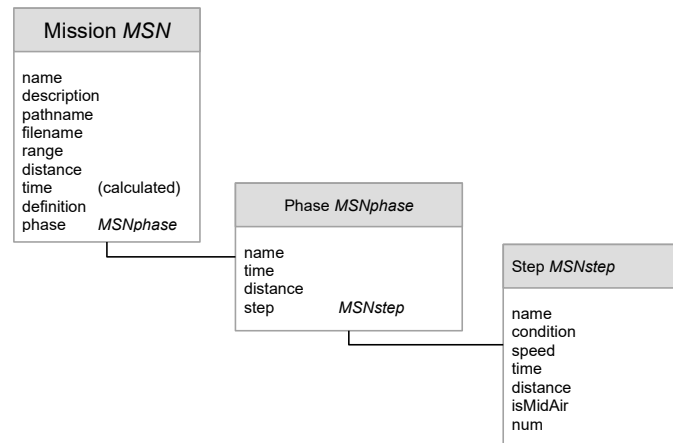 Mission MSN
name
description
pathname
filename
range
distance
time (calculated)
definition
phase MSNphase
Phase MSNphase
name
time
distance
step MSNstep
Step MSNstep
name
condition
speed
time
distance
isMidAir
num